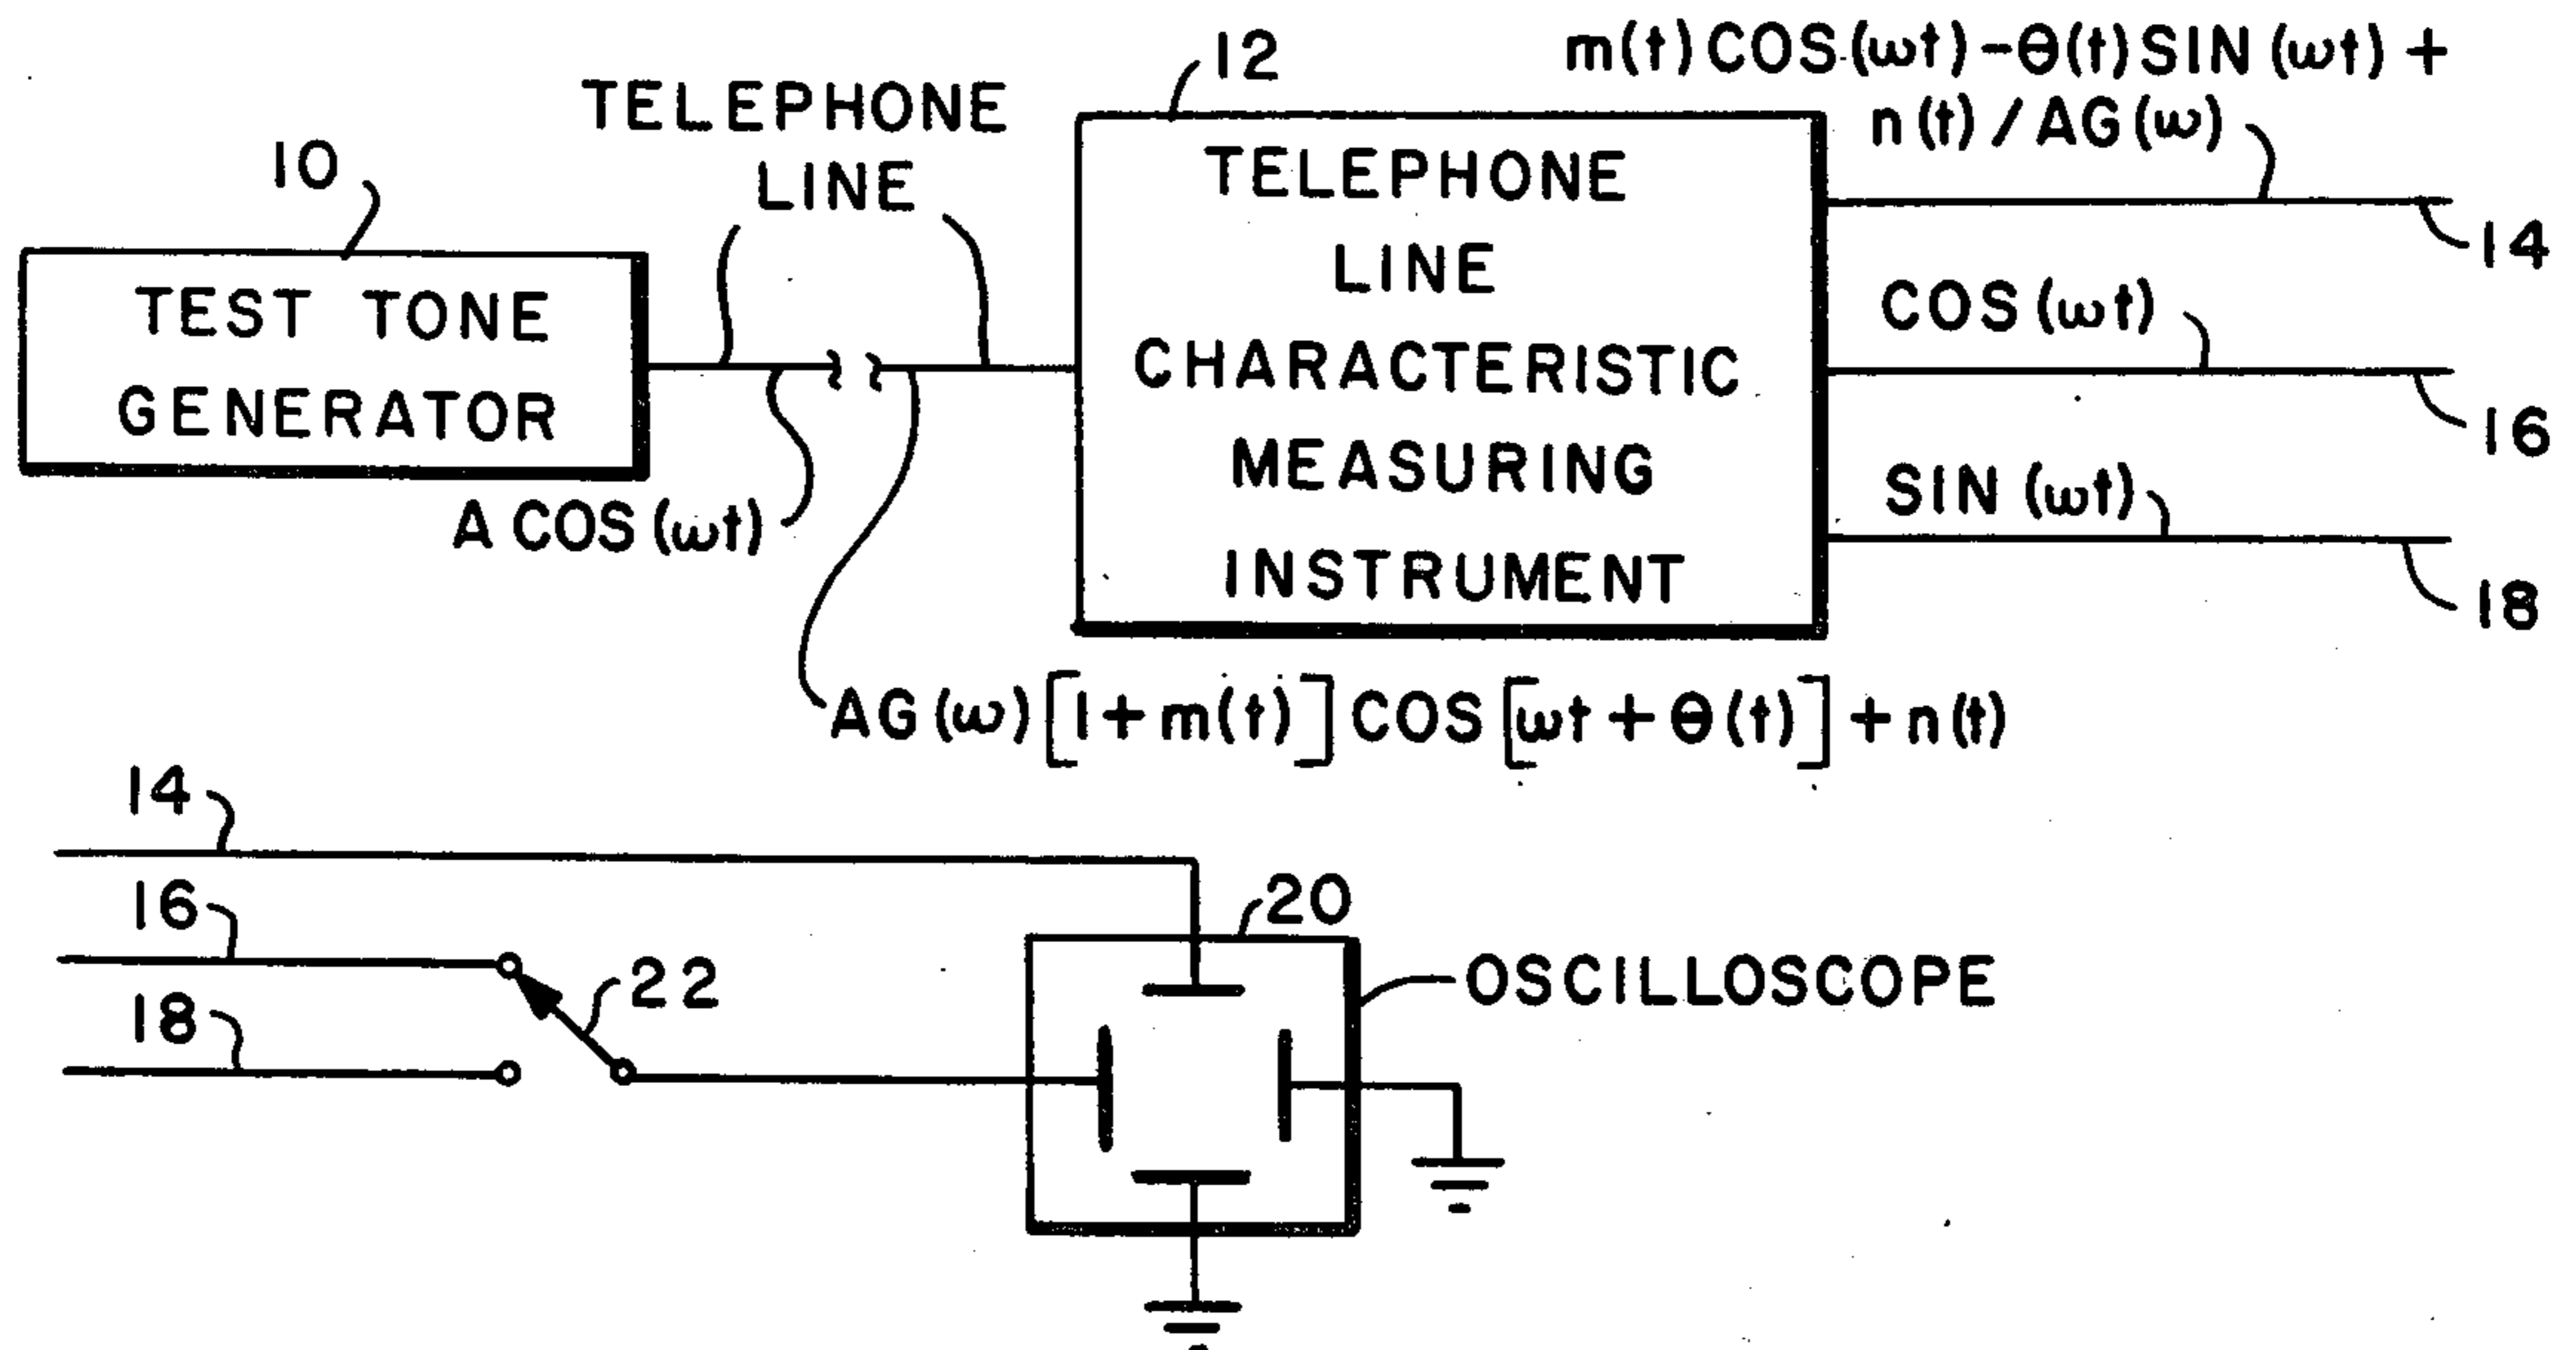 10
TEST TONE
GENERATOR
TELEPHONE
LINE
A COS (ωt)
12
TELEPHONE
LINE
CHARACTERISTIC
MEASURING
INSTRUMENT
m(t) COS (ωt) - θ(t) SIN (ωt) +
n(t) / AG(ω)
14
COS (ωt)
16
SIN (ωt)
18
AG(ω) [1 + m(t)] COS [ωt + θ(t)] + n(t)
14
16
18
22
20
OSCILLOSCOPE